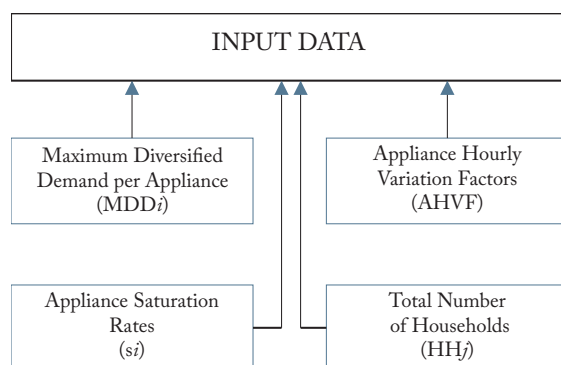 INPUT DATA
Maximum Diversified
Demand per Appliance
(MDDi)
Appliance Hourly
Variation Factors
(AHVF)
Appliance Saturation
Rates
(si)
Total Number
of Households
(HHj)